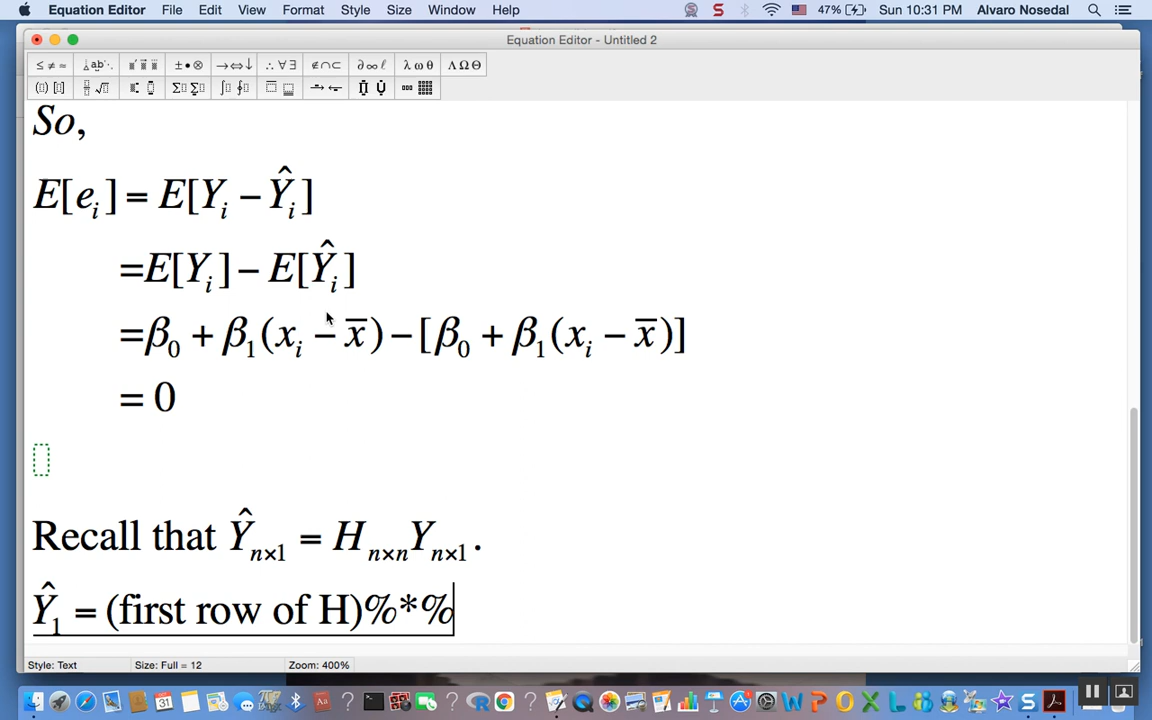 Equation Editor File Edit View Format Style Size Window Help 47% Sun 10:31 PM Alvaro Nosedal
Equation Editor - Untitled 2
So,
E[e_i] = E[Y_i − Ŷ_i]
=E[Y_i] − E[Ŷ_i]
=β_0 + β_1(x_i − x̄) − [β_0 + β_1(x_i − x̄)]
= 0
Recall that Ŷ_{n×1} = H_{n×n}Y_{n×1}.
Ŷ_1 = (first row of H)%*%
Style: Text Size: Full = 12 Zoom: 400%